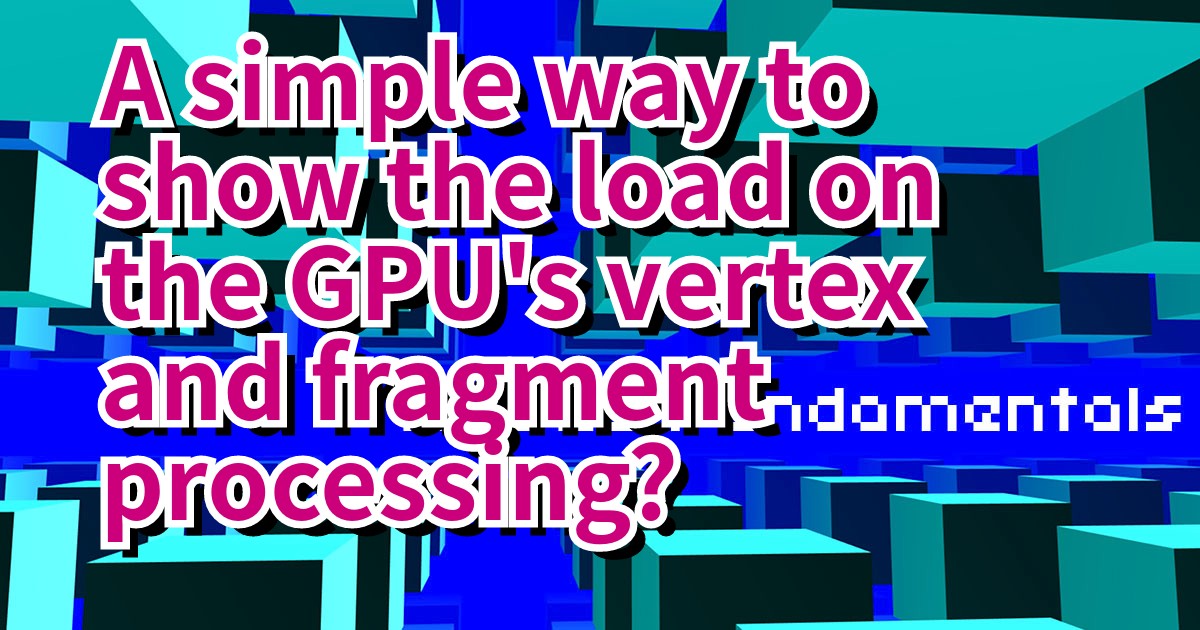 A simple way to
show the load on
the GPU's vertex
and fragment
processing?